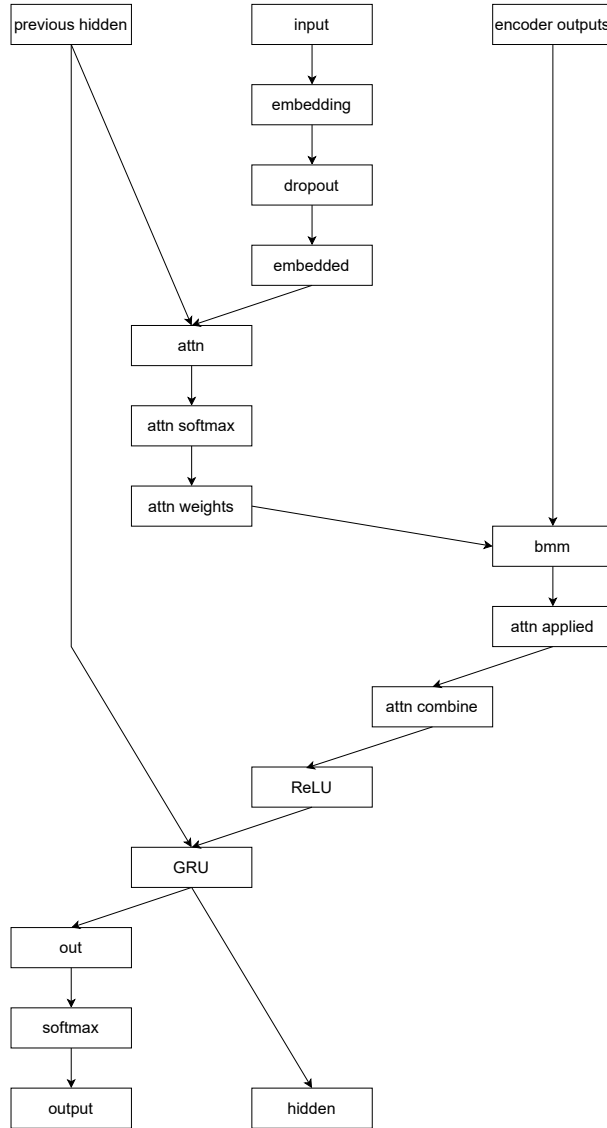 previous hidden
input
encoder outputs
embedding
dropout
embedded
attn
attn softmax
attn weights
bmm
attn applied
attn combine
ReLU
GRU
out
softmax
output
hidden